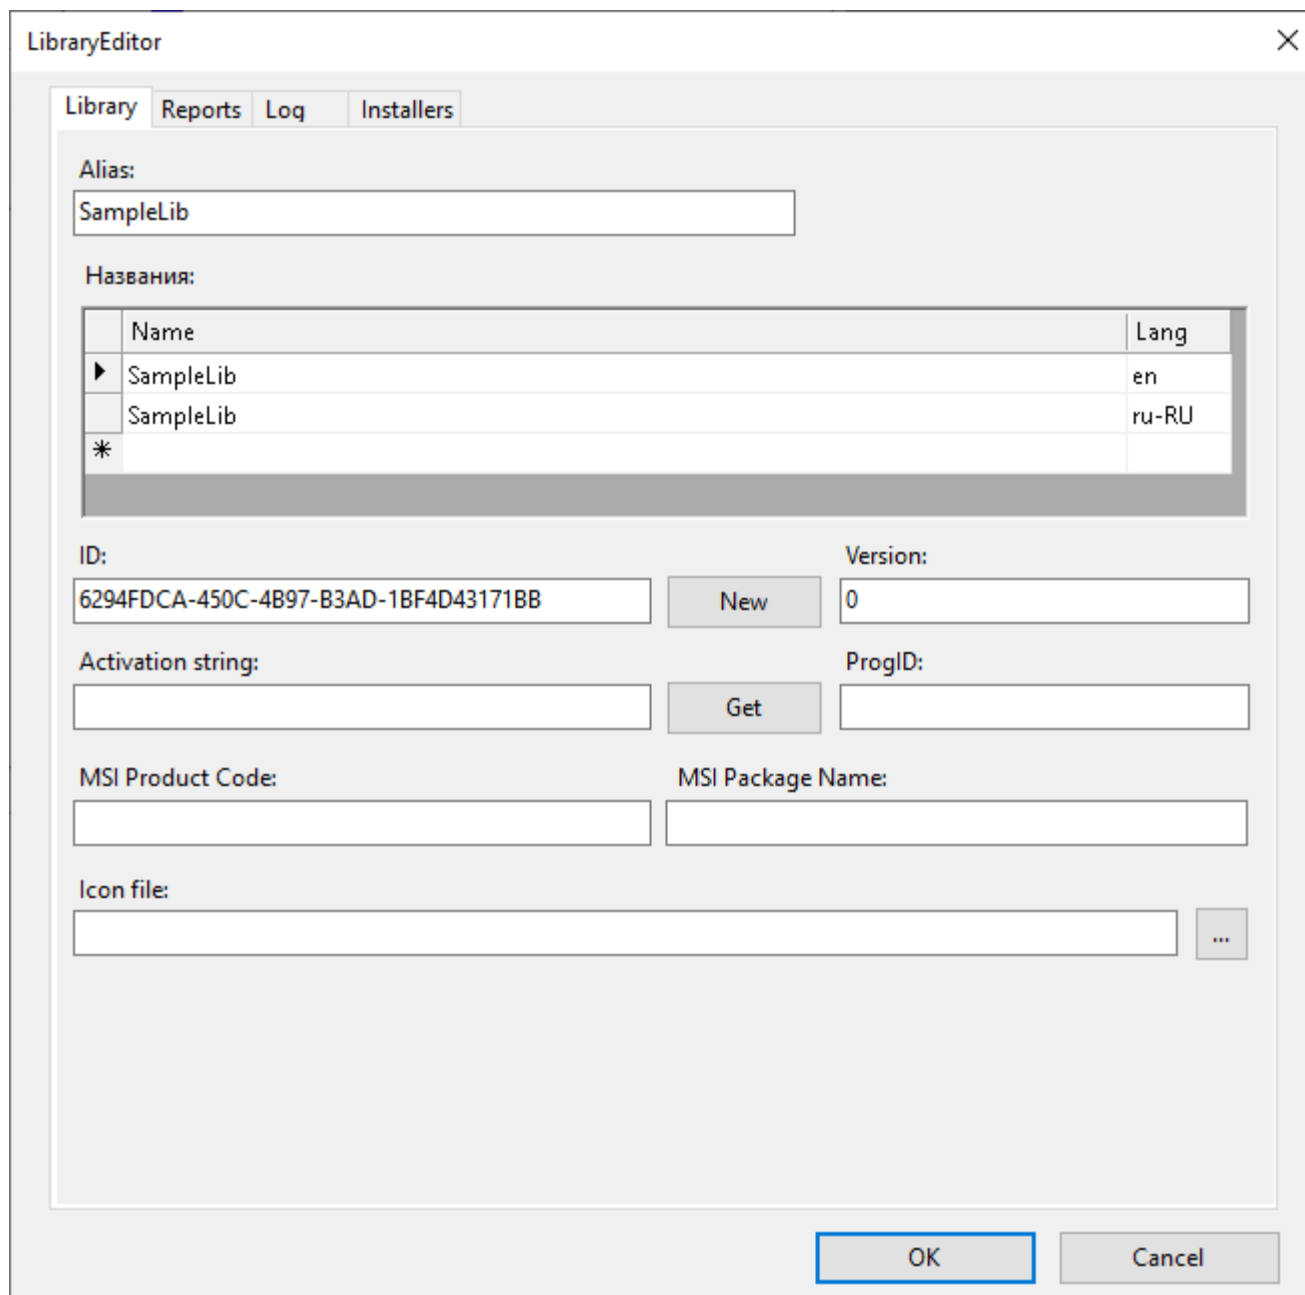 LibraryEditor
Library Reports Log Installers
Alias:
SampleLib
Названия:
Name Lang
SampleLib en
SampleLib ru-RU
ID: Version:
6294FDCA-450C-4B97-B3AD-1BF4D43171BB New 0
Activation string: ProgID:
Get
MSI Product Code: MSI Package Name:
Icon file:
...
OK Cancel